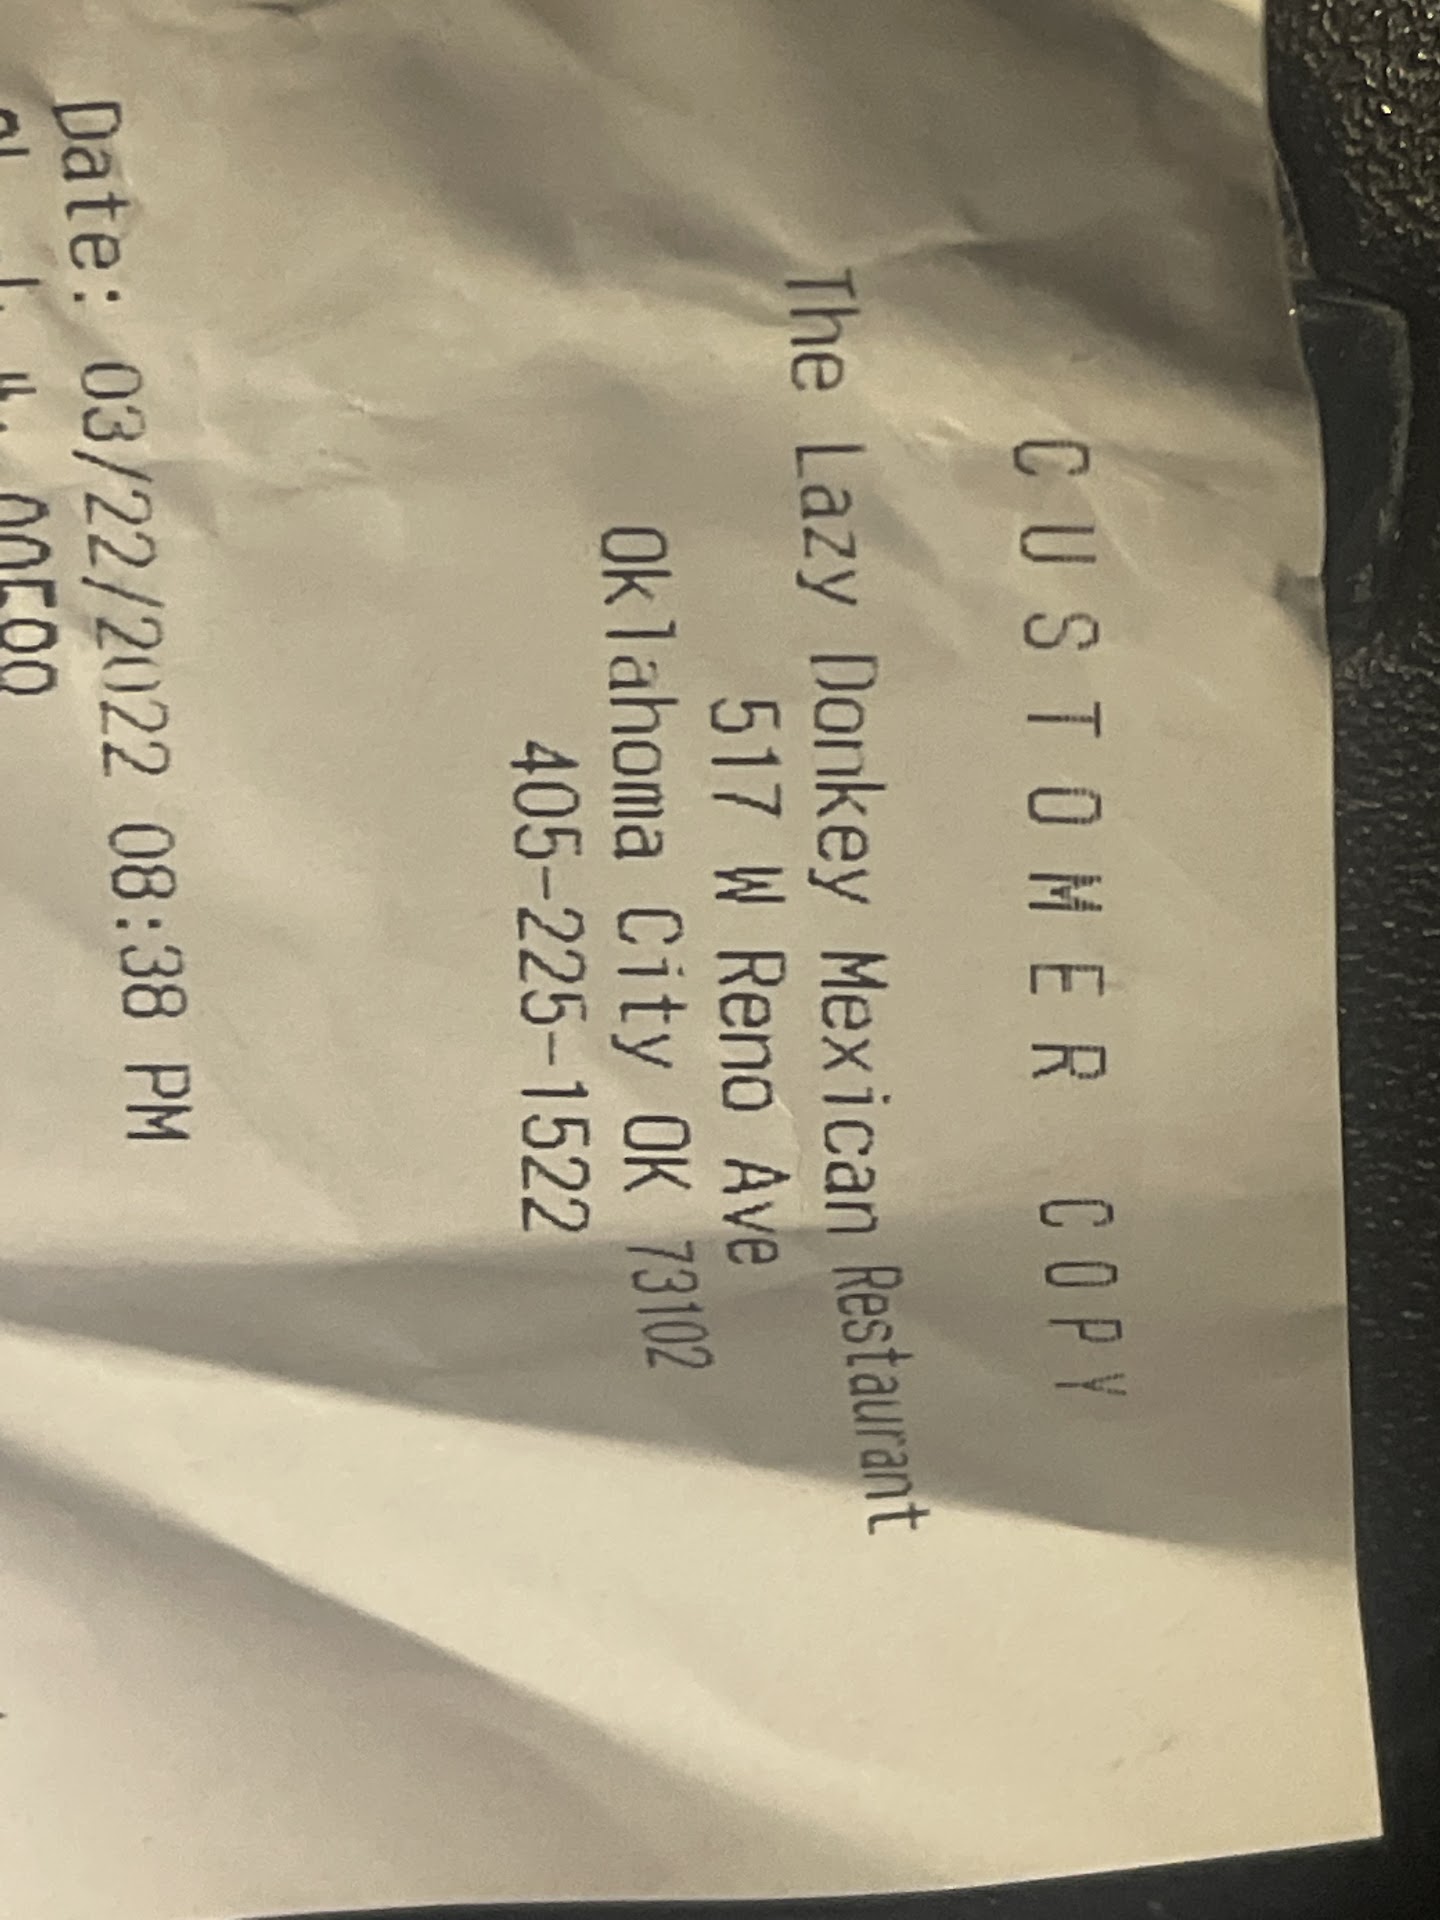 CUSTOMER COPY
The Lazy Donkey Mexican Restaurant
517 W Reno Ave
Oklahoma City OK 73102
405-225-1522
Date: 03/22/2022 08:38 PM